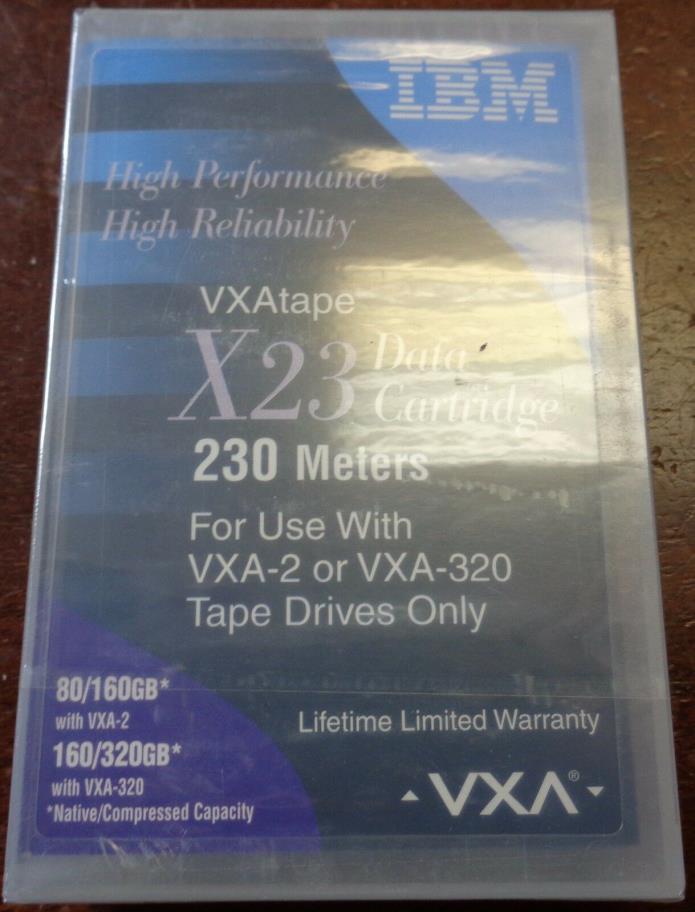 IBM
High Performance
High Reliability
VXAtape
X23 Data
Cartridge
230 Meters
For Use With
VXA-2 or VXA-320
Tape Drives Only
80/160GB*
with VXA-2
160/320GB*
with VXA-320
*Native/Compressed Capacity
Lifetime Limited Warranty
VXA®